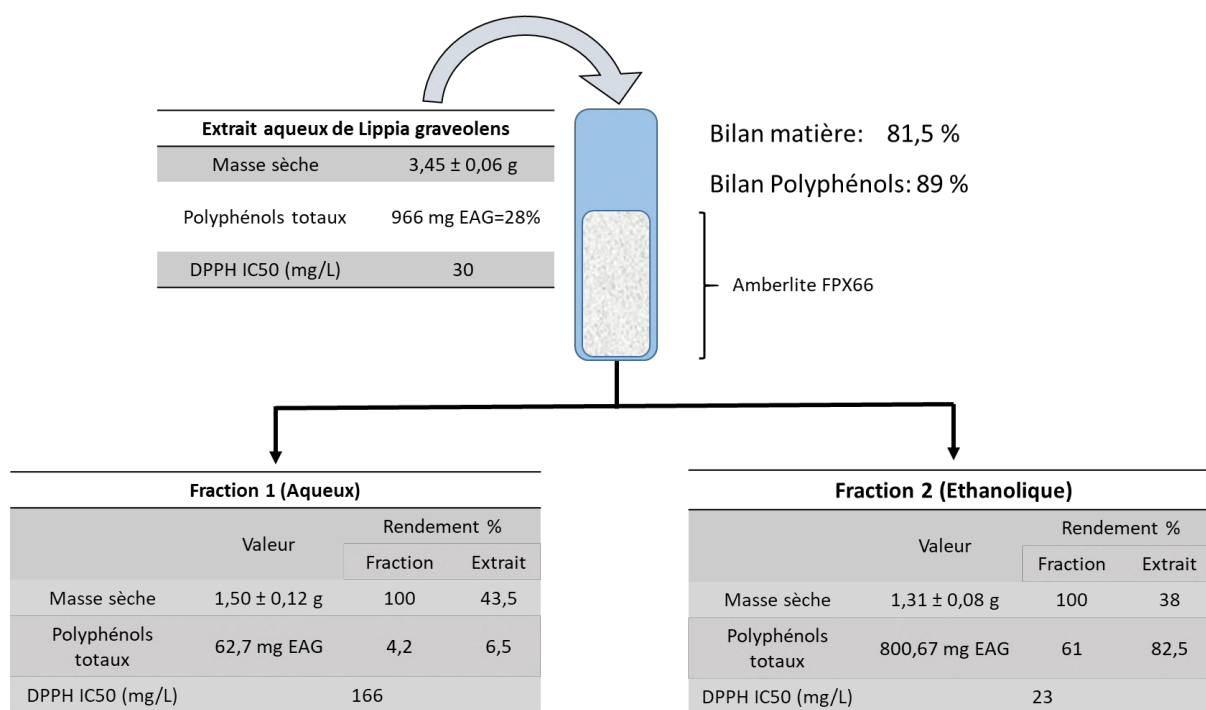 Extrait aqueux de Lippia graveolens
Masse sèche 3,45 ± 0,06 g
Polyphénols totaux 966 mg EAG=28%
DPPH IC50 (mg/L) 30
Bilan matière: 81,5 %
Bilan Polyphénols: 89 %
Amberlite FPX66
Fraction 1 (Aqueux)
Valeur Rendement %
Fraction Extrait
Masse sèche 1,50 ± 0,12 g 100 43,5
Polyphénols totaux 62,7 mg EAG 4,2 6,5
DPPH IC50 (mg/L) 166
Fraction 2 (Ethanolique)
Valeur Rendement %
Fraction Extrait
Masse sèche 1,31 ± 0,08 g 100 38
Polyphénols totaux 800,67 mg EAG 61 82,5
DPPH IC50 (mg/L) 23